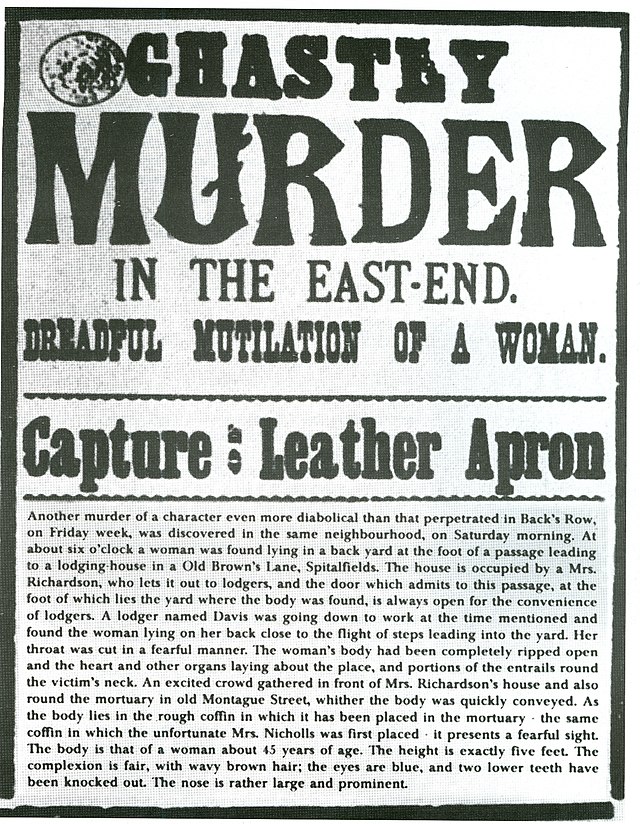 GHASTLY
MURDER
IN THE EAST-END.
DREADFUL MUTILATION OF A WOMAN.
Capture : OF Leather Apron
Another murder of a character even more diabolical than that perpetrated in Back's Row,
on Friday week, was discovered in the same neighbourhood, on Saturday morning. At
about six o'clock a woman was found lying in a back yard at the foot of a passage leading
to a lodging-house in a Old Brown's Lane, Spitalfields. The house is occupied by a Mrs.
Richardson, who lets it out to lodgers, and the door which admits to this passage, at the
foot of which lies the yard where the body was found, is always open for the convenience
of lodgers. A lodger named Davis was going down to work at the time mentioned and
found the woman lying on her back close to the flight of steps leading into the yard. Her
throat was cut in a fearful manner. The woman's body had been completely ripped open
and the heart and other organs laying about the place, and portions of the entrails round
the victim's neck. An excited crowd gathered in front of Mrs. Richardson's house and also
round the mortuary in old Montague Street, whither the body was quickly conveyed. As
the body lies in the rough coffin in which it has been placed in the mortuary - the same
coffin in which the unfortunate Mrs. Nicholls was first placed - it presents a fearful sight.
The body is that of a woman about 45 years of age. The height is exactly five feet. The
complexion is fair, with wavy brown hair; the eyes are blue, and two lower teeth have
been knocked out. The nose is rather large and prominent.